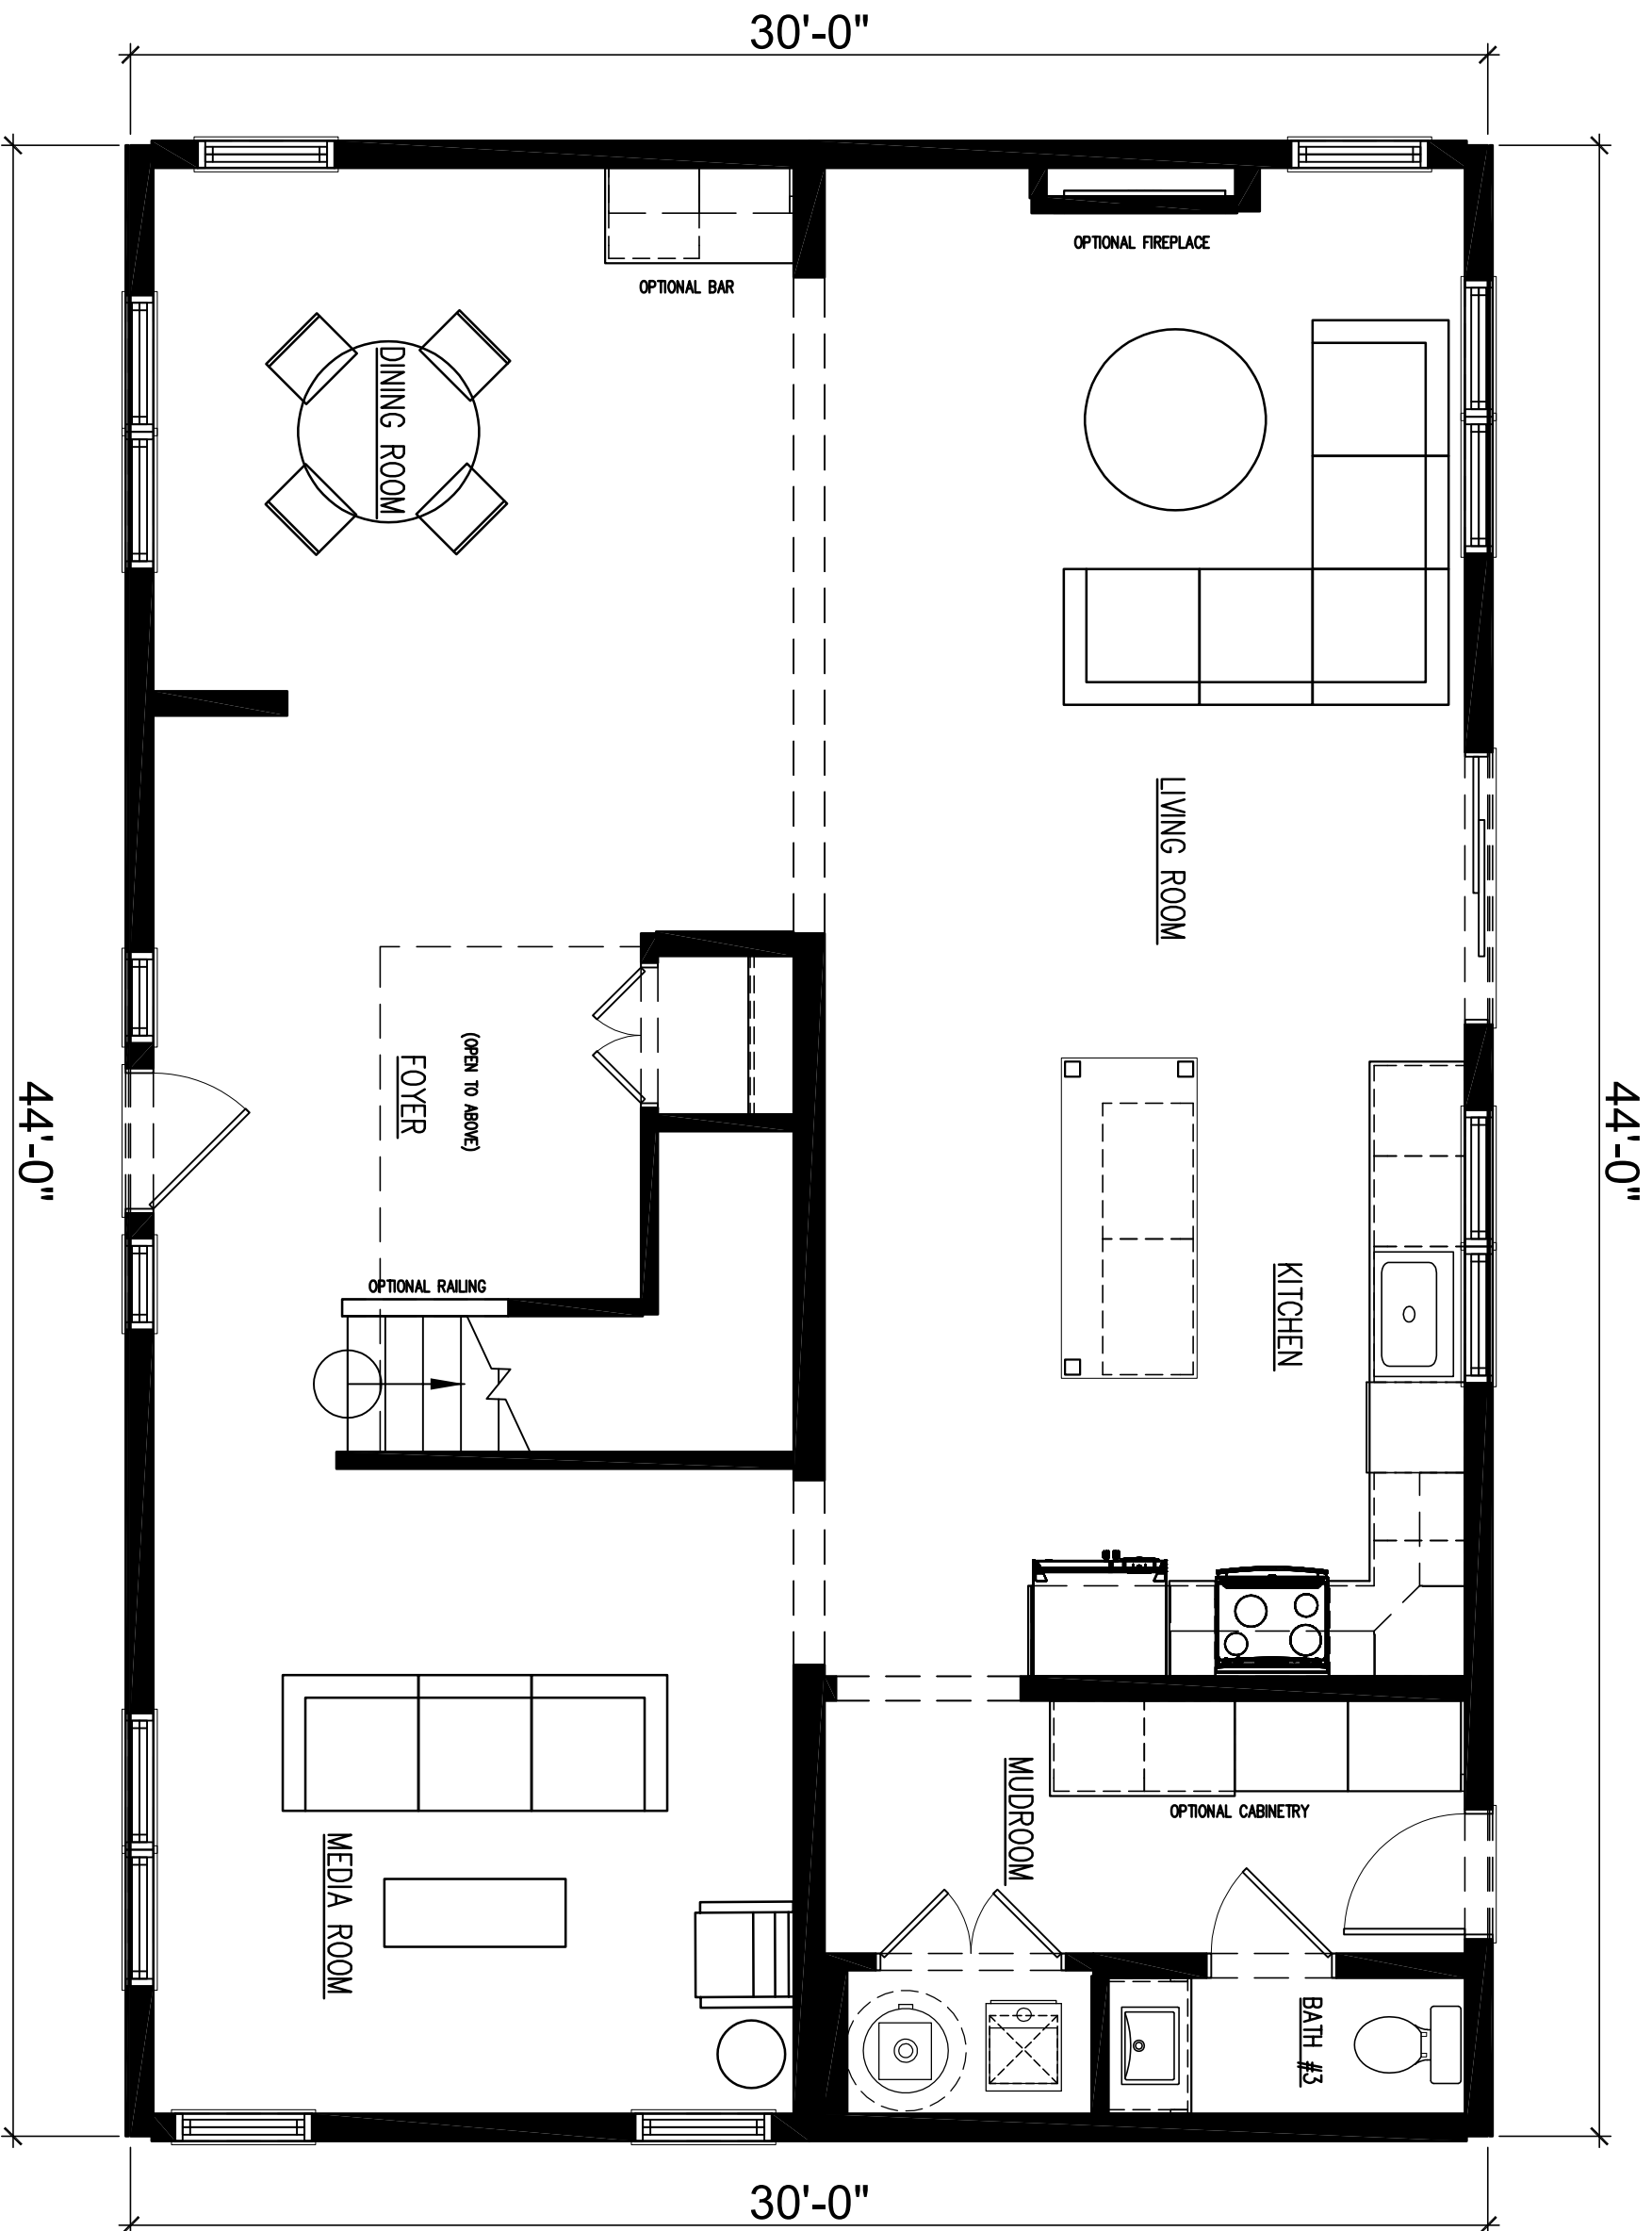 30'-0"
OPTIONAL FIREPLACE
OPTIONAL BAR
DINING ROOM
LIVING ROOM
44'-0"
44'-0"
(OPEN TO ABOVE)
FOYER
OPTIONAL RAILING
KITCHEN
MUDROOM
OPTIONAL CABINETRY
MEDIA ROOM
BATH #3
30'-0"